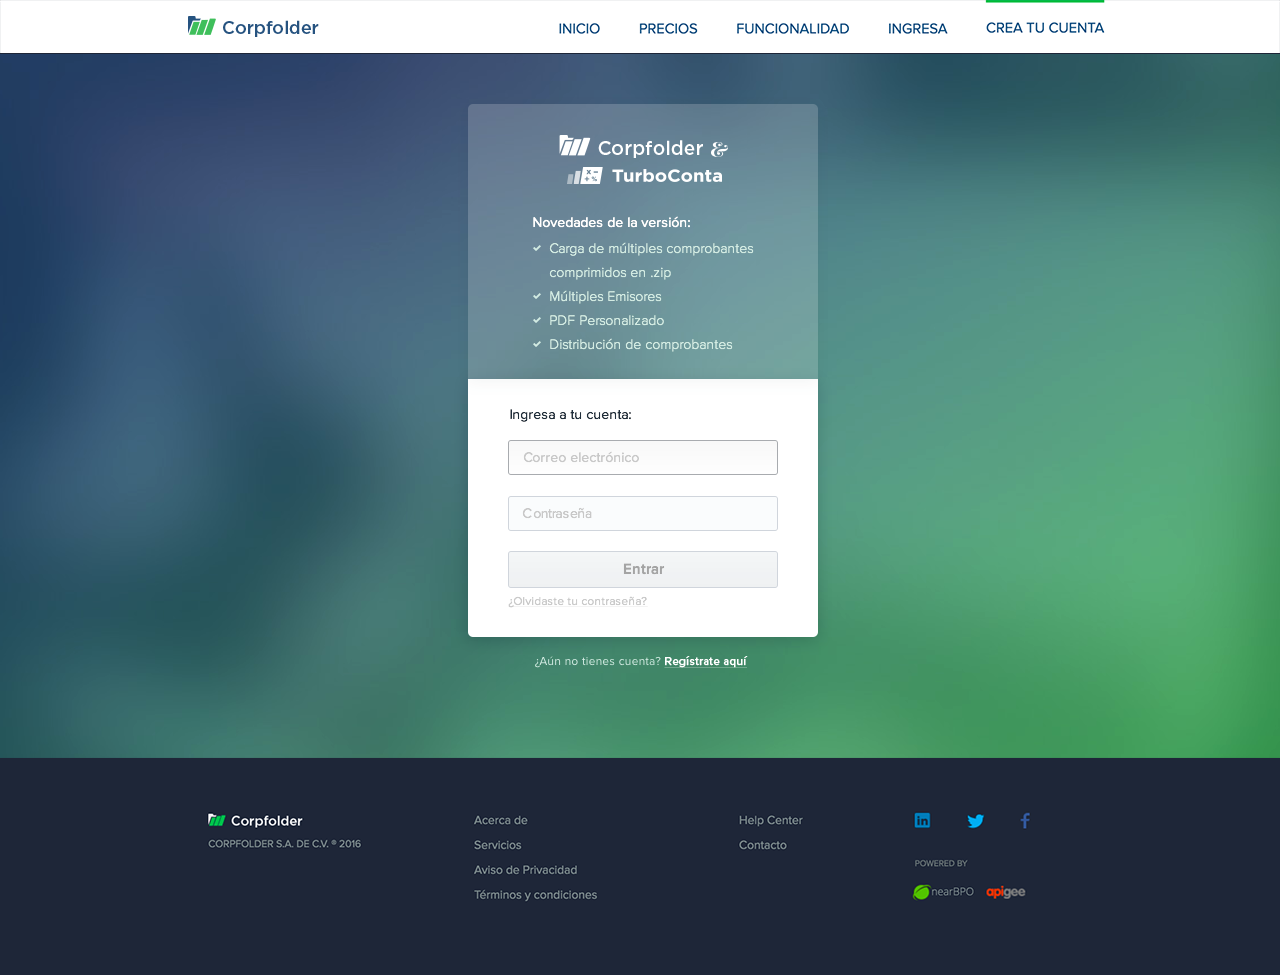 Corpfolder
INICIO
PRECIOS
FUNCIONALIDAD
INGRESA
CREA TU CUENTA
Corpfolder &
TurboConta
Novedades de la versión:
Carga de múltiples comprobantes
comprimidos en .zip
Múltiples Emisores
PDF Personalizado
Distribución de comprobantes
Ingresa a tu cuenta:
Correo electrónico
Contraseña
Entrar
¿Olvidaste tu contraseña?
¿Aún no tienes cuenta? Regístrate aquí
Corpfolder
CORPFOLDER S.A. DE C.V. ® 2016
Acerca de
Servicios
Aviso de Privacidad
Términos y condiciones
Help Center
Contacto
POWERED BY
nearBPO
apigee